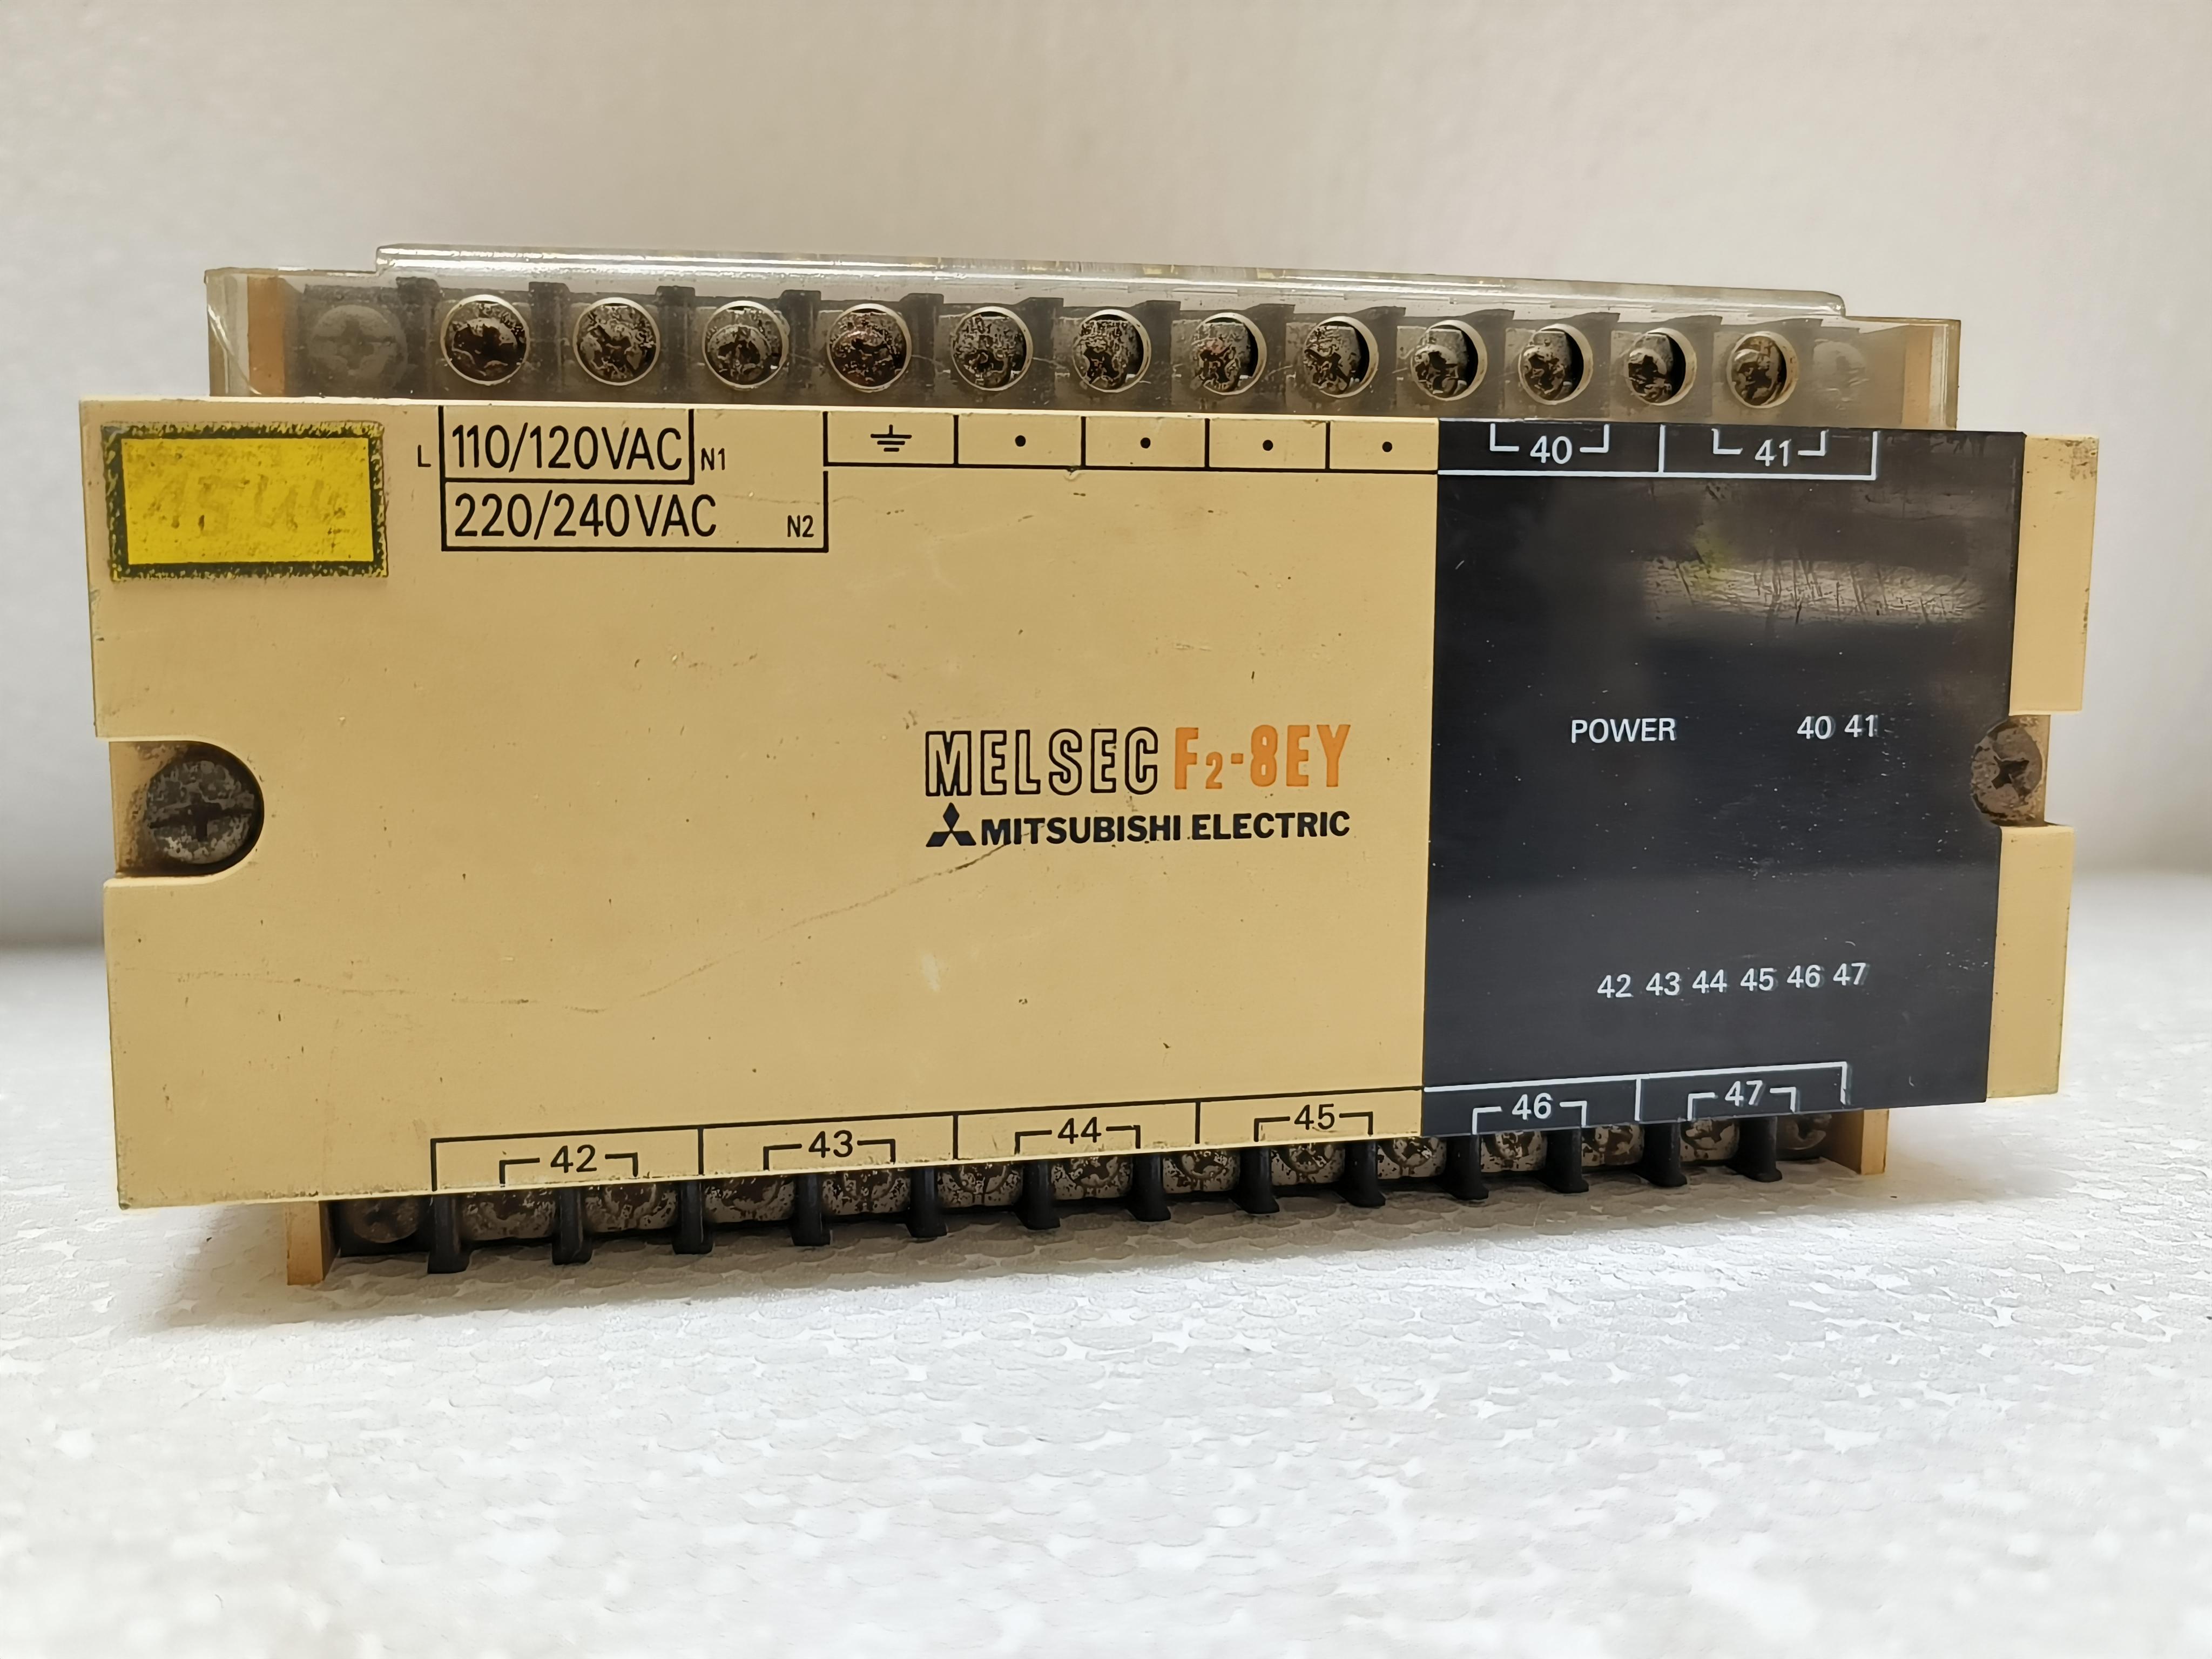 L 110/120VAC N1
220/240VAC N2
40 41
MELSEC F2-8EY
MITSUBISHI ELECTRIC
POWER 40 41
42 43 44 45 46 47
42 43 44 45 46 47